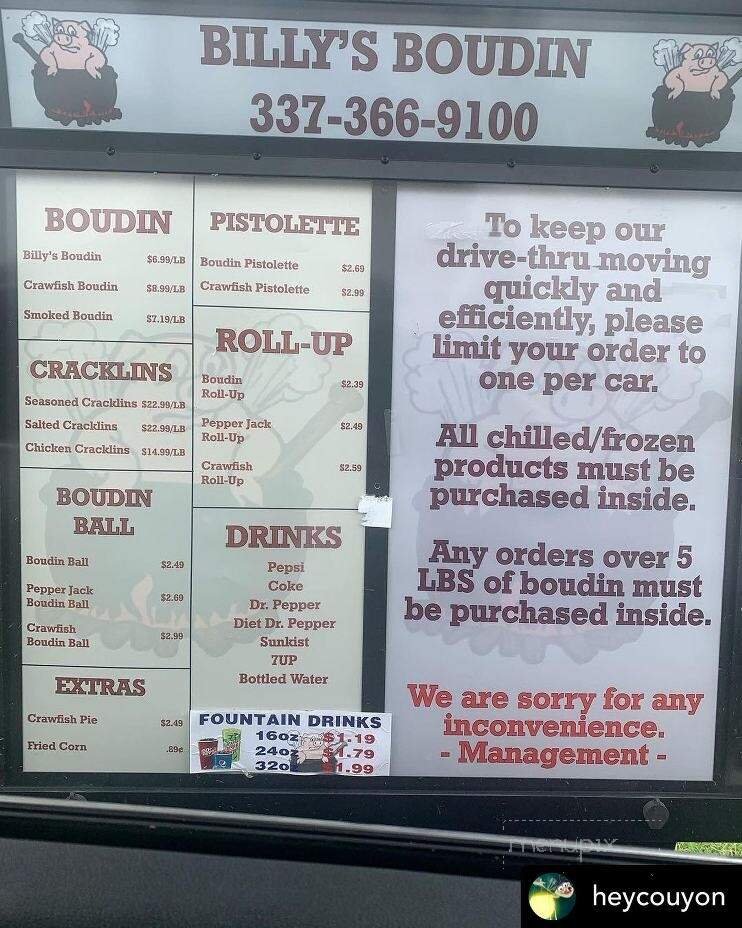 BILLY'S BOUDIN
337-366-9100
BOUDIN
Billy's Boudin $6.99/LB
Crawfish Boudin $8.99/LB
Smoked Boudin $7.19/LB
CRACKLINS
Seasoned Cracklins $22.99/LB
Salted Cracklins $22.99/LB
Chicken Cracklins $14.99/LB
BOUDIN
BALL
Boudin Ball $2.49
Pepper Jack
Boudin Ball $2.69
Crawfish
Boudin Ball $2.99
EXTRAS
Crawfish Pie $2.49
Fried Corn .89¢
PISTOLETTE
Boudin Pistolette $2.69
Crawfish Pistolette $2.99
ROLL-UP
Boudin
Roll-Up $2.39
Pepper Jack
Roll-Up $2.49
Crawfish
Roll-Up $2.59
DRINKS
Pepsi
Coke
Dr. Pepper
Diet Dr. Pepper
Sunkist
7UP
Bottled Water
FOUNTAIN DRINKS
16oz $1.19
24oz $1.79
32o 1.99
To keep our
drive-thru moving
quickly and
efficiently, please
limit your order to
one per car.
All chilled/frozen
products must be
purchased inside.
Any orders over 5
LBS of boudin must
be purchased inside.
We are sorry for any
inconvenience.
- Management -
menupix
heycouyon